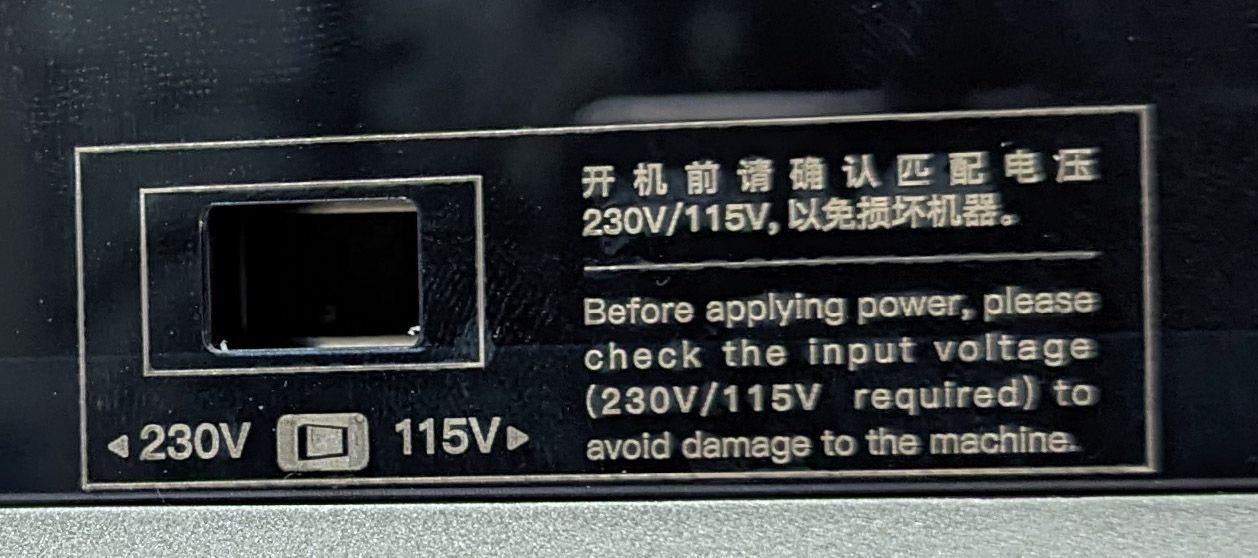 开机前请确认匹配电压
230V/115V,以免损坏机器。
Before applying power, please
check the input voltage
(230V/115V required) to
avoid damage to the machine.
◀230V 115V▶